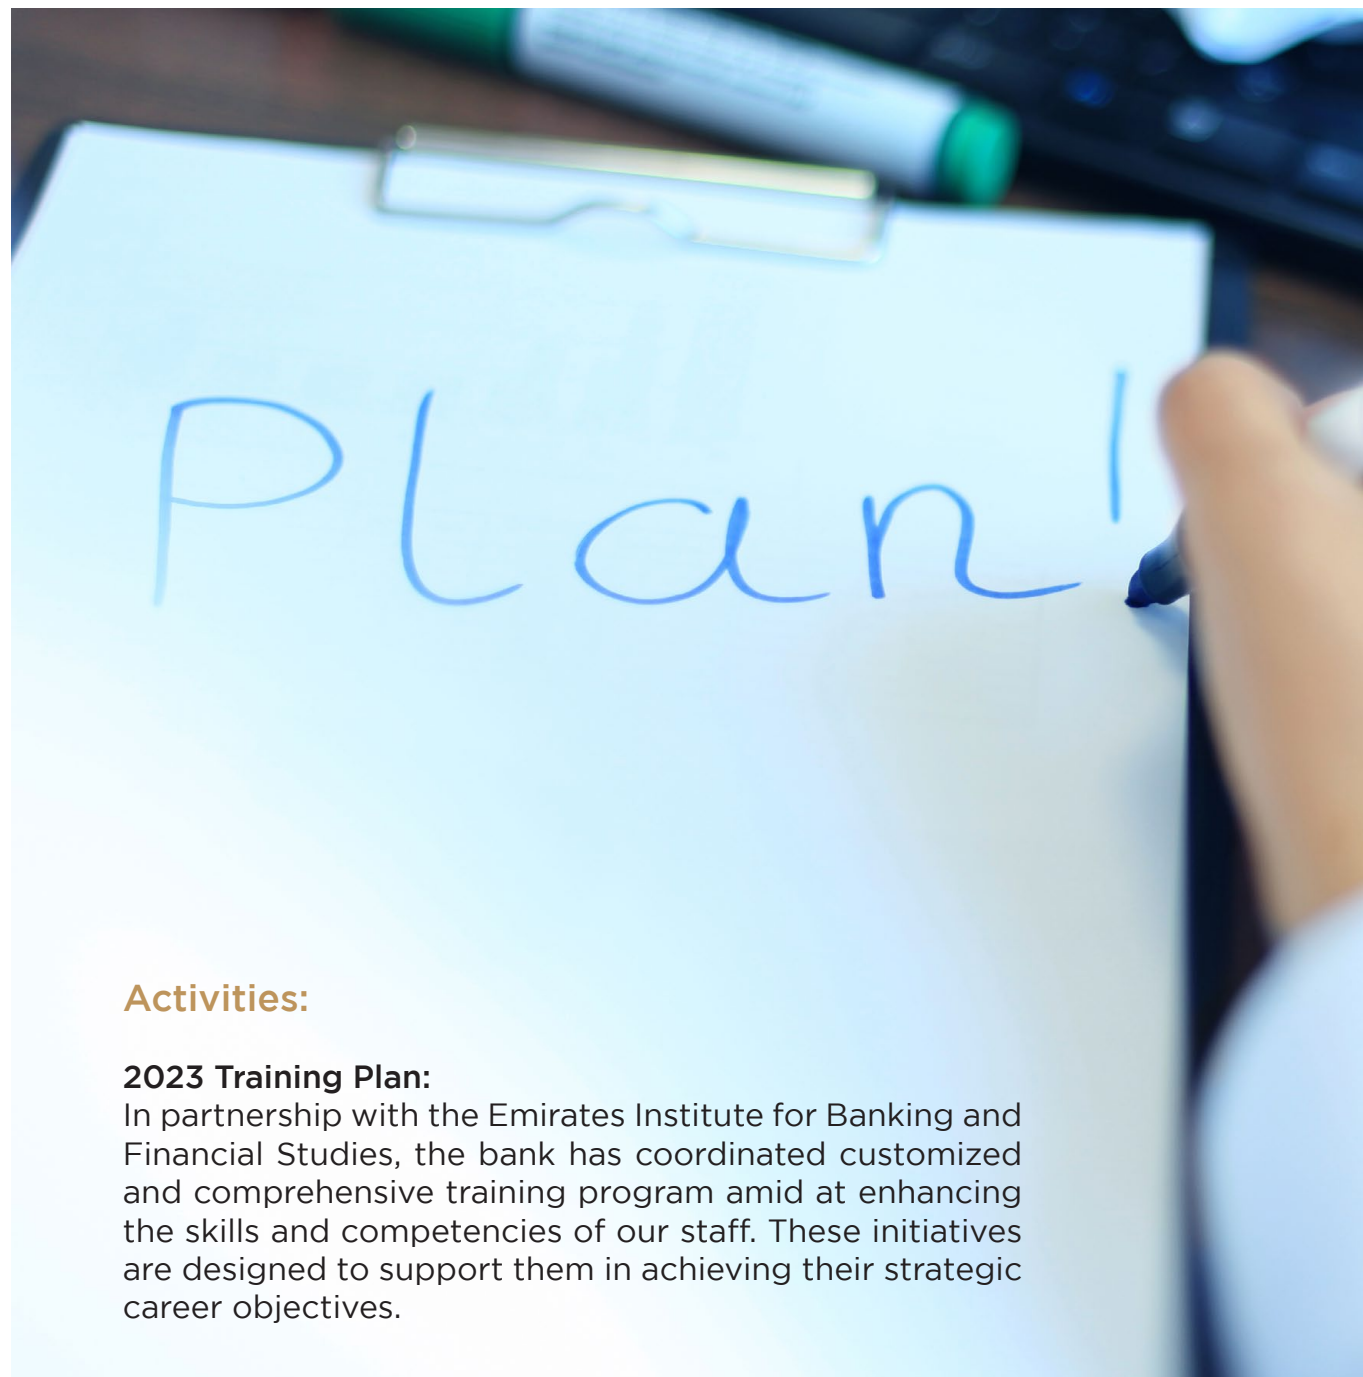 Plan!
Activities:
2023 Training Plan:
In partnership with the Emirates Institute for Banking and
Financial Studies, the bank has coordinated customized
and comprehensive training program amid at enhancing
the skills and competencies of our staff. These initiatives
are designed to support them in achieving their strategic
career objectives.